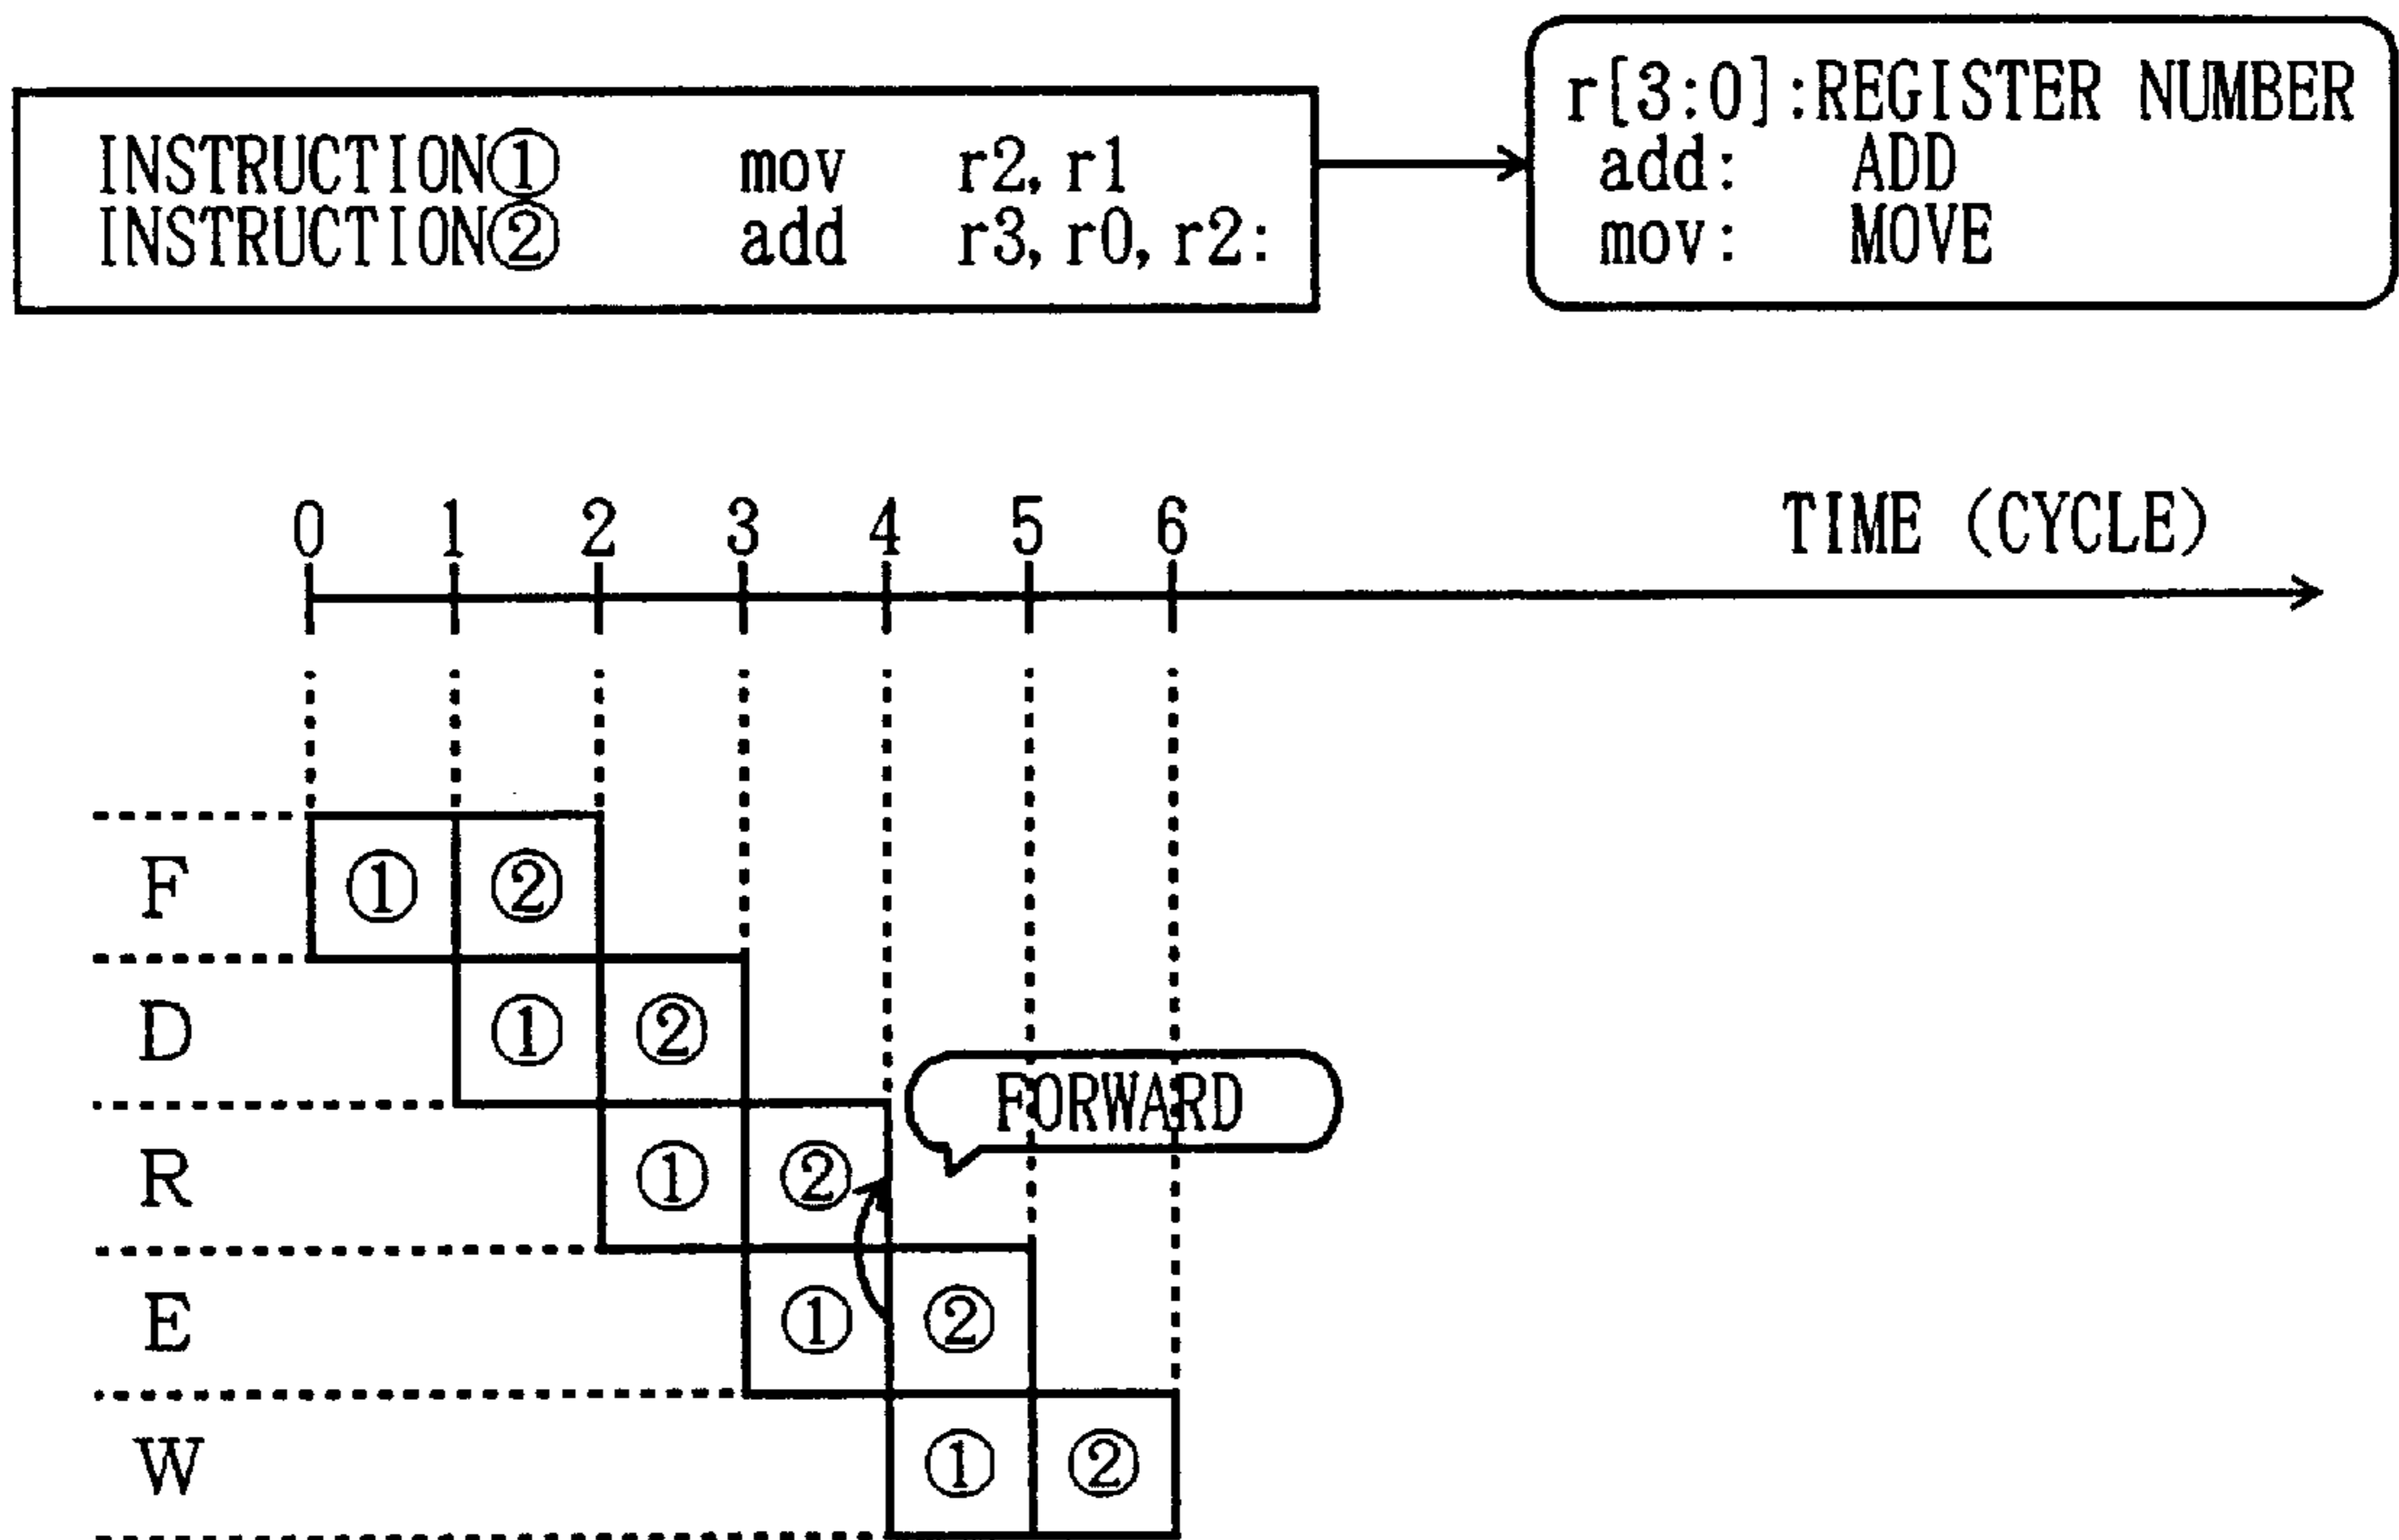 INSTRUCTION① mov r2, r1
INSTRUCTION② add r3, r0, r2:
r[3:0]:REGISTER NUMBER
add: ADD
mov: MOVE
0 1 2 3 4 5 6 TIME (CYCLE)
F ① ②
D ① ②
FORWARD
R ① ②
E ① ②
W ① ②